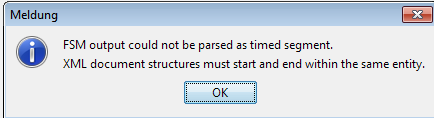 Meldung
FSM output could not be parsed as timed segment.
XML document structures must start and end within the same entity.
OK